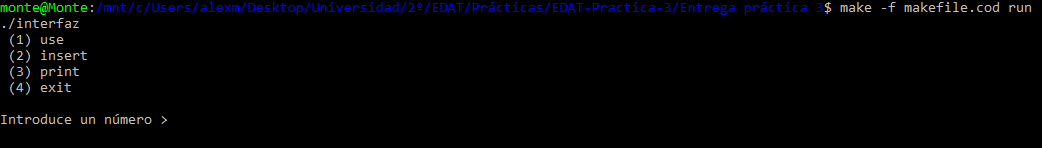 monte@Monte:/mnt/c/Users/alexm/Desktop/Universidad/2º/EDAT/Prácticas/EDAT-Practica-3/Entrega práctica 3$ make -f makefile.cod run
./interfaz
(1) use
(2) insert
(3) print
(4) exit
Introduce un número >